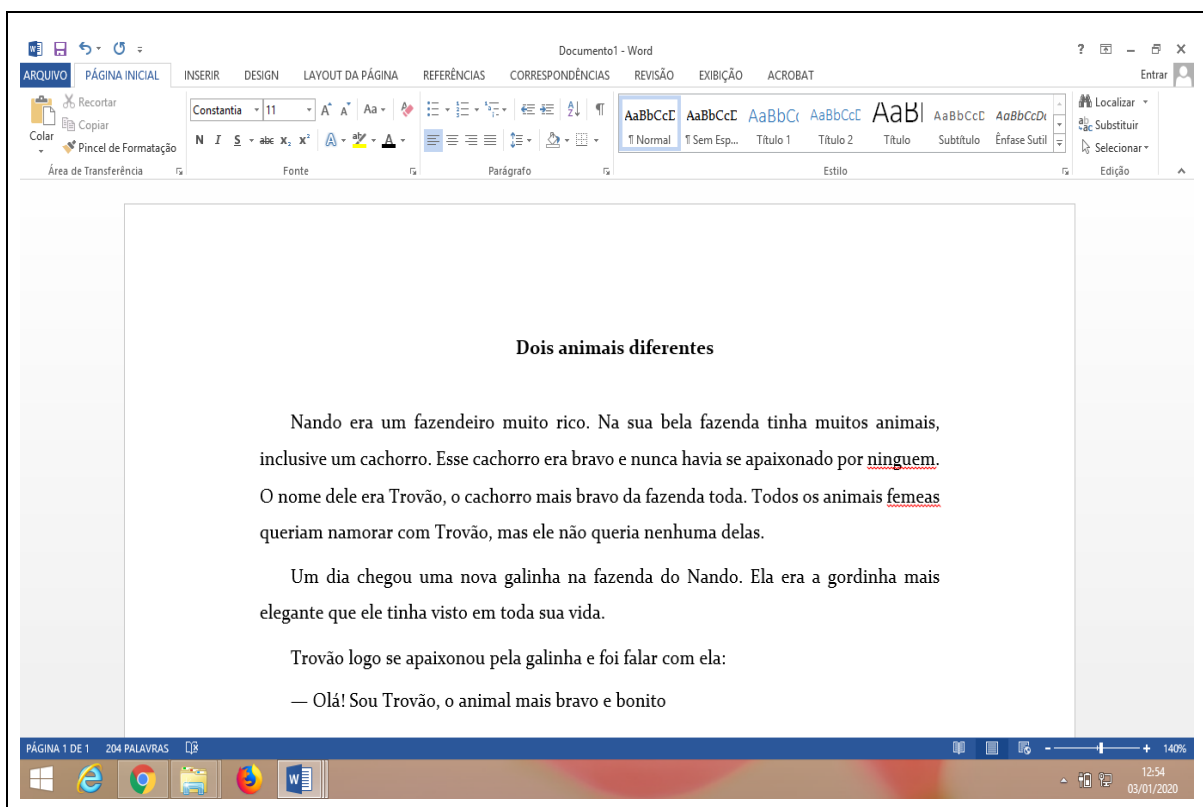 Documento1 - Word
?
ARQUIVO PÁGINA INICIAL INSERIR DESIGN LAYOUT DA PÁGINA REFERÊNCIAS CORRESPONDÊNCIAS REVISÃO EXIBIÇÃO ACROBAT Entrar
Recortar
Copiar
Colar
Pincel de Formatação
Área de Transferência
Constantia 11 Aa
N I S abc x₂ x² A aby A
Fonte
¶
Parágrafo
AaBbCcD AaBbCcD AaBbCc AaBbCcD AaBl AaBbCcD AaBbCcDc
¶ Normal ¶ Sem Esp... Título 1 Título 2 Título Subtítulo Ênfase Sutil
Estilo
Localizar
Substituir
Selecionar
Edição
Dois animais diferentes
Nando era um fazendeiro muito rico. Na sua bela fazenda tinha muitos animais,
inclusive um cachorro. Esse cachorro era bravo e nunca havia se apaixonado por ninguem.
O nome dele era Trovão, o cachorro mais bravo da fazenda toda. Todos os animais femeas
queriam namorar com Trovão, mas ele não queria nenhuma delas.
Um dia chegou uma nova galinha na fazenda do Nando. Ela era a gordinha mais
elegante que ele tinha visto em toda sua vida.
Trovão logo se apaixonou pela galinha e foi falar com ela:
— Olá! Sou Trovão, o animal mais bravo e bonito
PÁGINA 1 DE 1 204 PALAVRAS 140%
12:54
03/01/2020